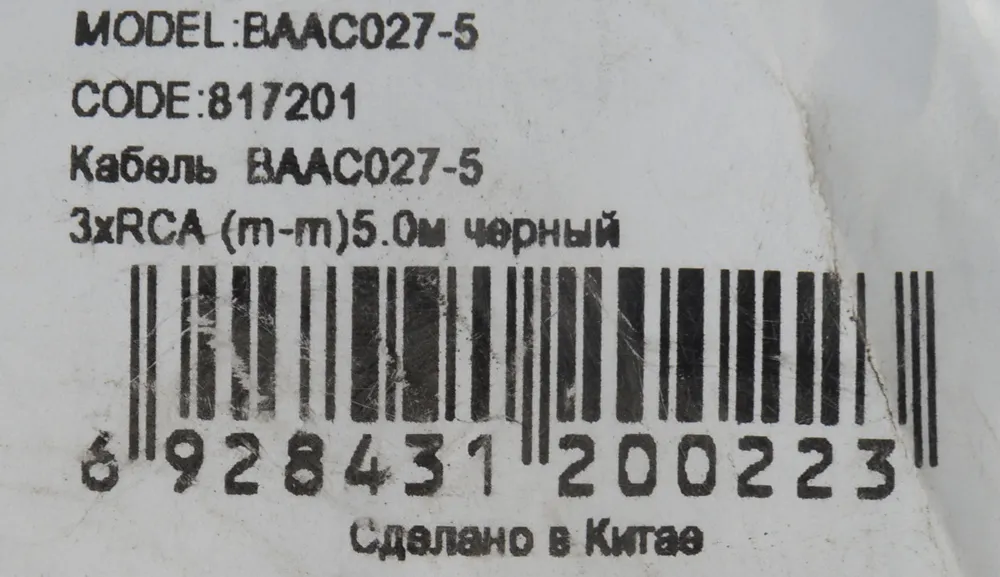 MODEL:BAAC027-5
CODE:817201
Кабель BAAC027-5
3xRCA (m-m)5.0м черный
6 928431 200223
Сделано в Китае